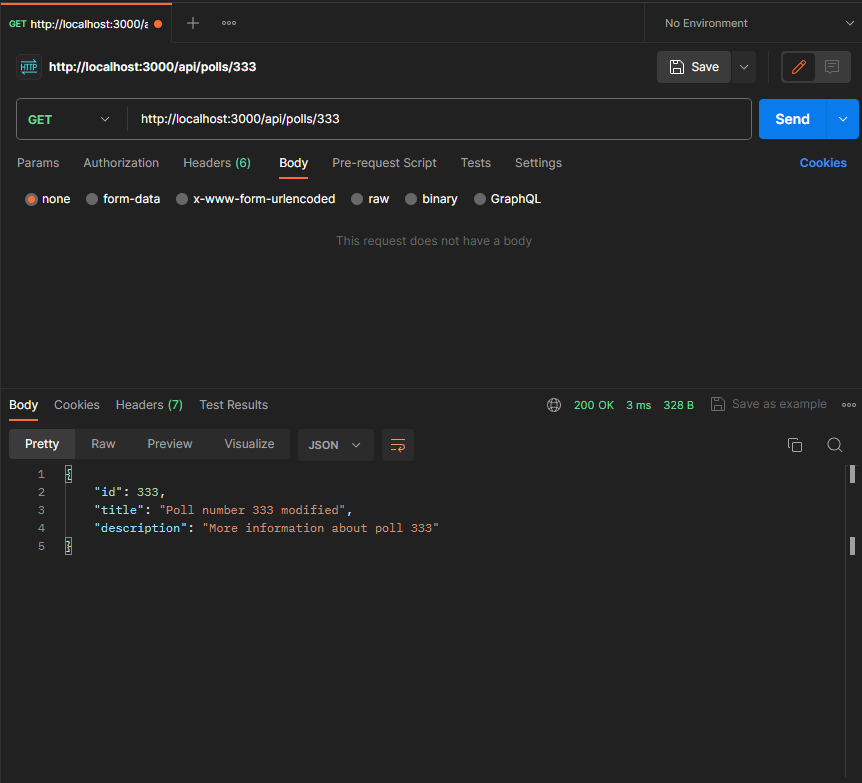 GET http://localhost:3000/a
No Environment
HTTP http://localhost:3000/api/polls/333
Save
GET http://localhost:3000/api/polls/333 Send
Params Authorization Headers (6) Body Pre-request Script Tests Settings Cookies
none form-data x-www-form-urlencoded raw binary GraphQL
This request does not have a body
Body Cookies Headers (7) Test Results 200 OK 3 ms 328 B Save as example
Pretty Raw Preview Visualize JSON
1 {
2 "id": 333,
3 "title": "Poll number 333 modified",
4 "description": "More information about poll 333"
5 }